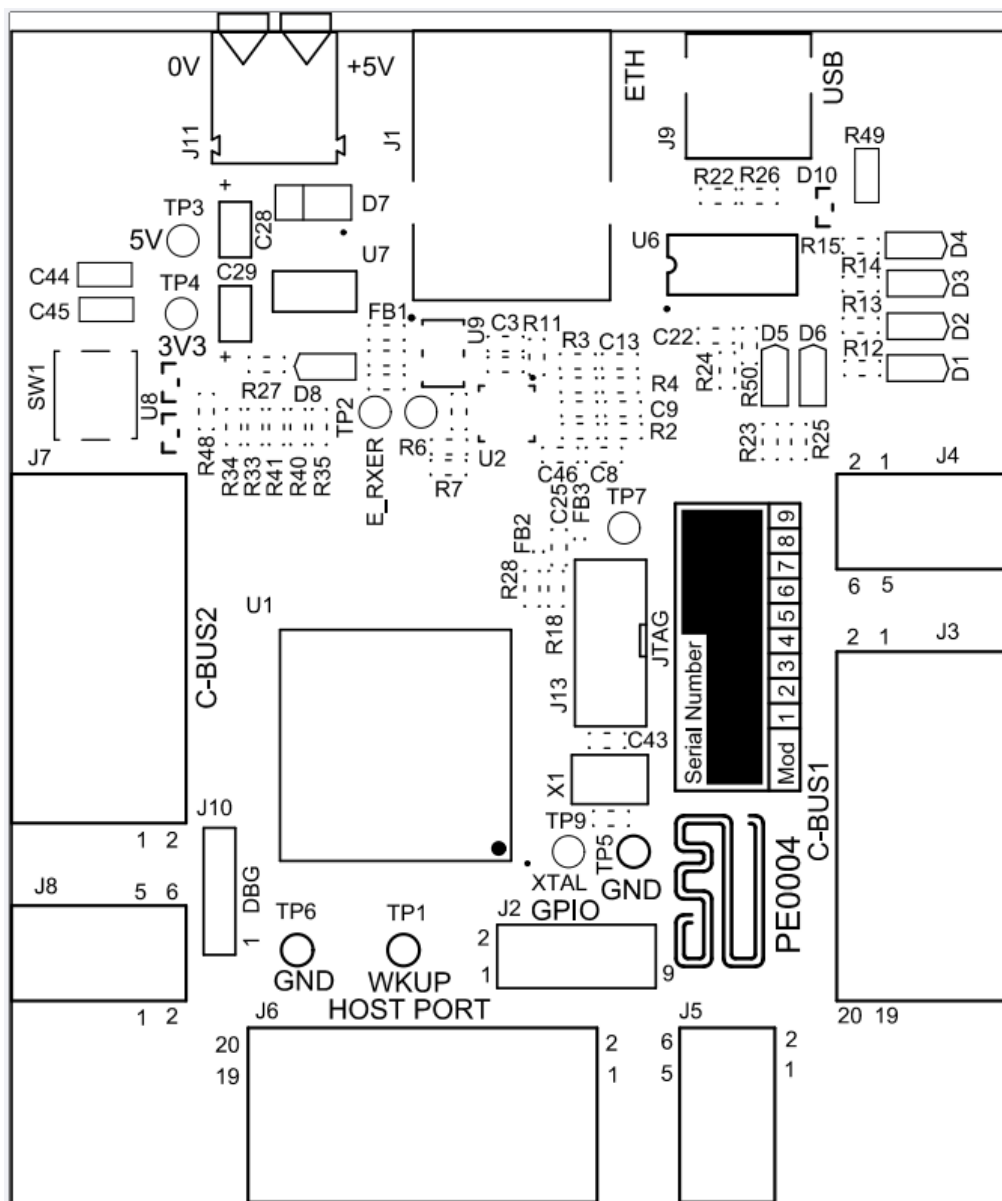 0V
+5V
J11
J1
ETH
J9
USB
R49
R22
R26
D10
+
D7
C28
TP3
5V
U7
U6
R15
D4
C44
C29
TP4
R14
D3
C45
3V3
+
FB1
U9
C3
R11
R3
C13
C22
R13
D2
D5
D6
R12
D1
SW1
U8
R27
D8
R4
C9
R2
R24
R50
TP2
R6
U2
R48
R34
R33
R41
R40
R35
E_RXER
R7
C46
C8
R23
R25
J7
2 1
J4
C25
FB3
TP7
FB2
R28
R18
6 5
U1
C-BUS2
JTAG
J13
Serial Number
Mod 1 2 3 4 5 6 7 8 9
2 1
J3
C43
X1
C-BUS1
J10
1 2
TP9
TP5
XTAL
GND
PE0004
J8
5 6
DBG
1
TP6
GND
TP1
WKUP
J2
GPIO
2
1
9
HOST PORT
1 2
20 19
J6
20
19
2
1
J5
6
5
2
1